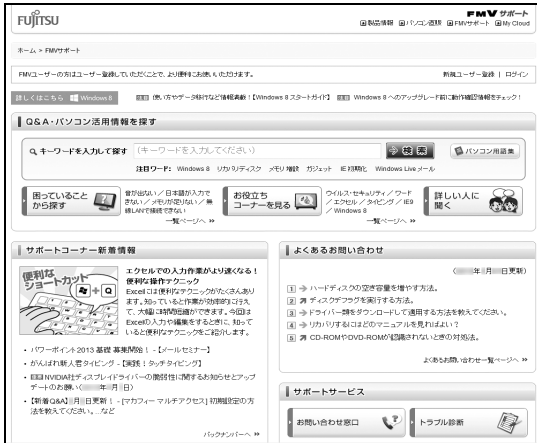 FUJITSU
FMVサポート
製品情報 パソコン選択 FMVサポート My Cloud
ホーム > FMVサポート
FMVユーザーの方はユーザー登録していただくことで、より便利にお使いいただけます。
新規ユーザー登録 | ログイン
詳しくはこちら Windows 8
注目 使い方やデータ移行など情報満載！【Windows 8 スタートガイド】 注目 Windows 8 へのアップグレード前に動作確認情報をチェック！
Q&A・パソコン活用情報を探す
キーワードを入力して探す (キーワードを入力してください) 検索 パソコン用語集
注目ワード: Windows 8 リカバリディスク メモリ増設 ガジェット IE初期化 Windows Live メール
困っていること
から探す
音が出ない / 日本語が入力で
きない / メモリが足りない / 無
線LANで接続できない
一覧ページへ »
お役立ち
コーナーを見る
ウイルス・セキュリティ / ワード
/ エクセル / タイピング / IE9
/ Windows 8
一覧ページへ »
詳しい人に
聞く
サポートコーナー新着情報
便利な
ショートカット
+ Q
エクセルでの入力作業がより速くなる！
便利な操作テクニック
Excelには便利なテクニックがたくさんあり
ます。知っていると作業が効率的に行え
て、大幅に時間短縮ができます。今回は
Excelの入力や編集をするときに、知って
いると便利なテクニックをご紹介します。
・パワーポイント2013 基礎 募集開始！ - 【メールセミナー】
・がんばれ新人君タイピング - 【実践！タッチタイピング】
・注目 NVIDIA社ディスプレイドライバーの脆弱性に関するお知らせとアップ
デートのお願い( 年 月 日)
・【新着Q&A】 月 日更新！ - [マカフィー マルチアクセス] 初期設定の方
法を教えてください。...など
バックナンバーへ »
よくあるお問い合わせ
( 年 月 日更新)
1 ハードディスクの空き容量を増やす方法。
2 ディスクデフラグを実行する方法。
3 ドライバー類をダウンロードして適用する方法を教えてください。
4 リカバリするにはどのマニュアルを見ればよい？
5 CD-ROMやDVD-ROMが認識されないときの対処法。
よくあるお問い合わせ一覧ページへ »
サポートサービス
お問い合わせ窓口
トラブル診断